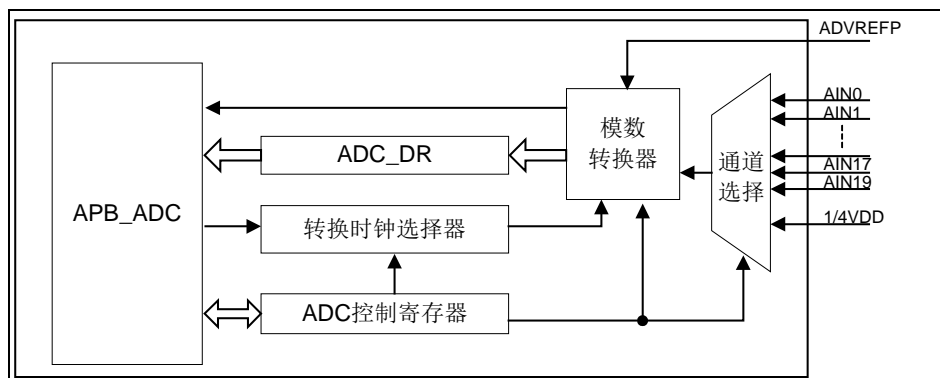 ADVREFP
AIN0
AIN1
模数
转换器
ADC_DR
通道
选择
AIN17
AIN19
APB_ADC
转换时钟选择器
1/4VDD
ADC控制寄存器